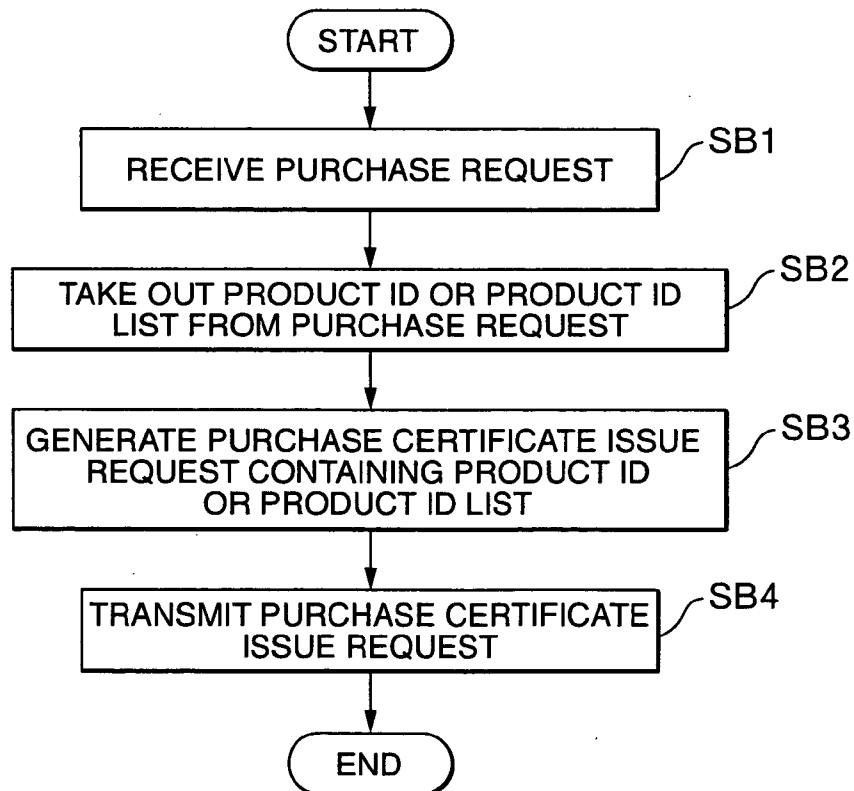 START
RECEIVE PURCHASE REQUEST
SB1
TAKE OUT PRODUCT ID OR PRODUCT ID
LIST FROM PURCHASE REQUEST
SB2
GENERATE PURCHASE CERTIFICATE ISSUE
REQUEST CONTAINING PRODUCT ID
OR PRODUCT ID LIST
SB3
TRANSMIT PURCHASE CERTIFICATE
ISSUE REQUEST
SB4
END